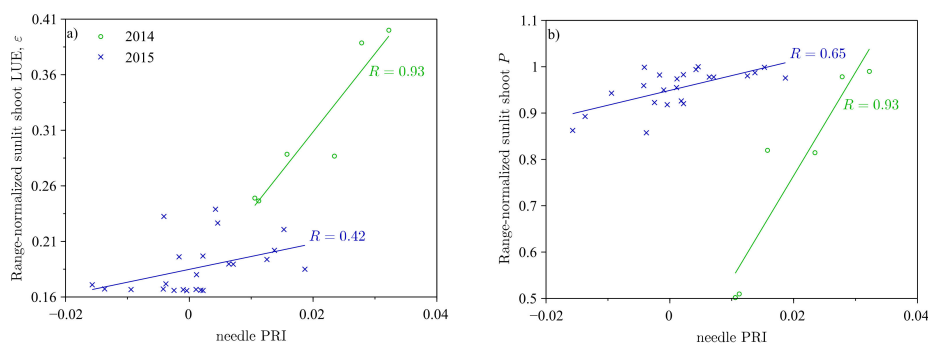 a)
2014
2015
R = 0.93
R = 0.42
0.41
0.36
0.31
0.26
0.21
0.16
−0.02
0
0.02
0.04
needle PRI
Range-normalized sunlit shoot LUE, ε
b)
R = 0.65
R = 0.93
1.1
1
0.9
0.8
0.7
0.6
0.5
−0.02
0
0.02
0.04
needle PRI
Range-normalized sunlit shoot P